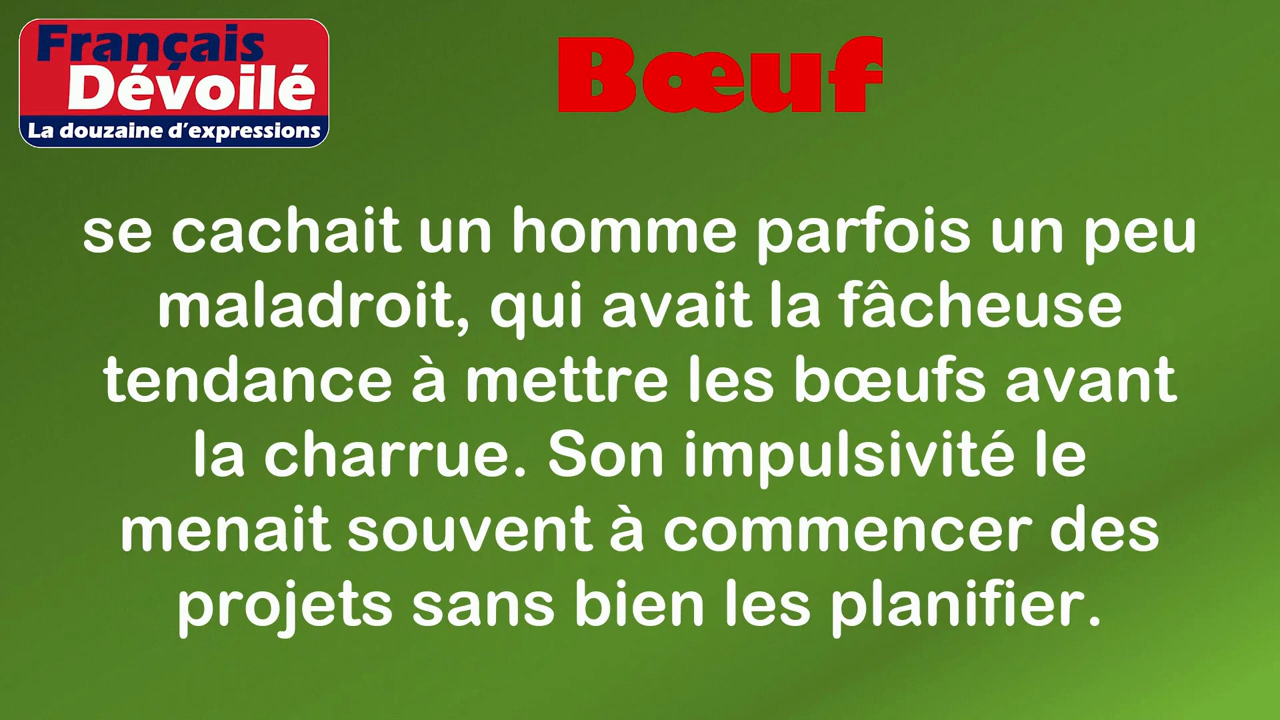 Français
Dévoilé
La douzaine d'expressions
Bœuf
se cachait un homme parfois un peu
maladroit, qui avait la fâcheuse
tendance à mettre les bœufs avant
la charrue. Son impulsivité le
menait souvent à commencer des
projets sans bien les planifier.